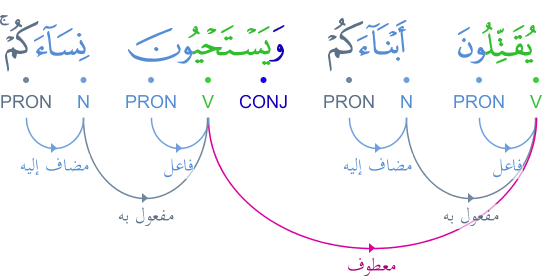 يُقَتِّلُونَ أَبْنَآءَكُمْ وَيَسْتَحْيُونَ نِسَآءَكُمْ ۚ
V PRON N PRON CONJ V PRON N PRON
فاعل مضاف إليه فاعل مضاف إليه
مفعول به مفعول به
معطوف